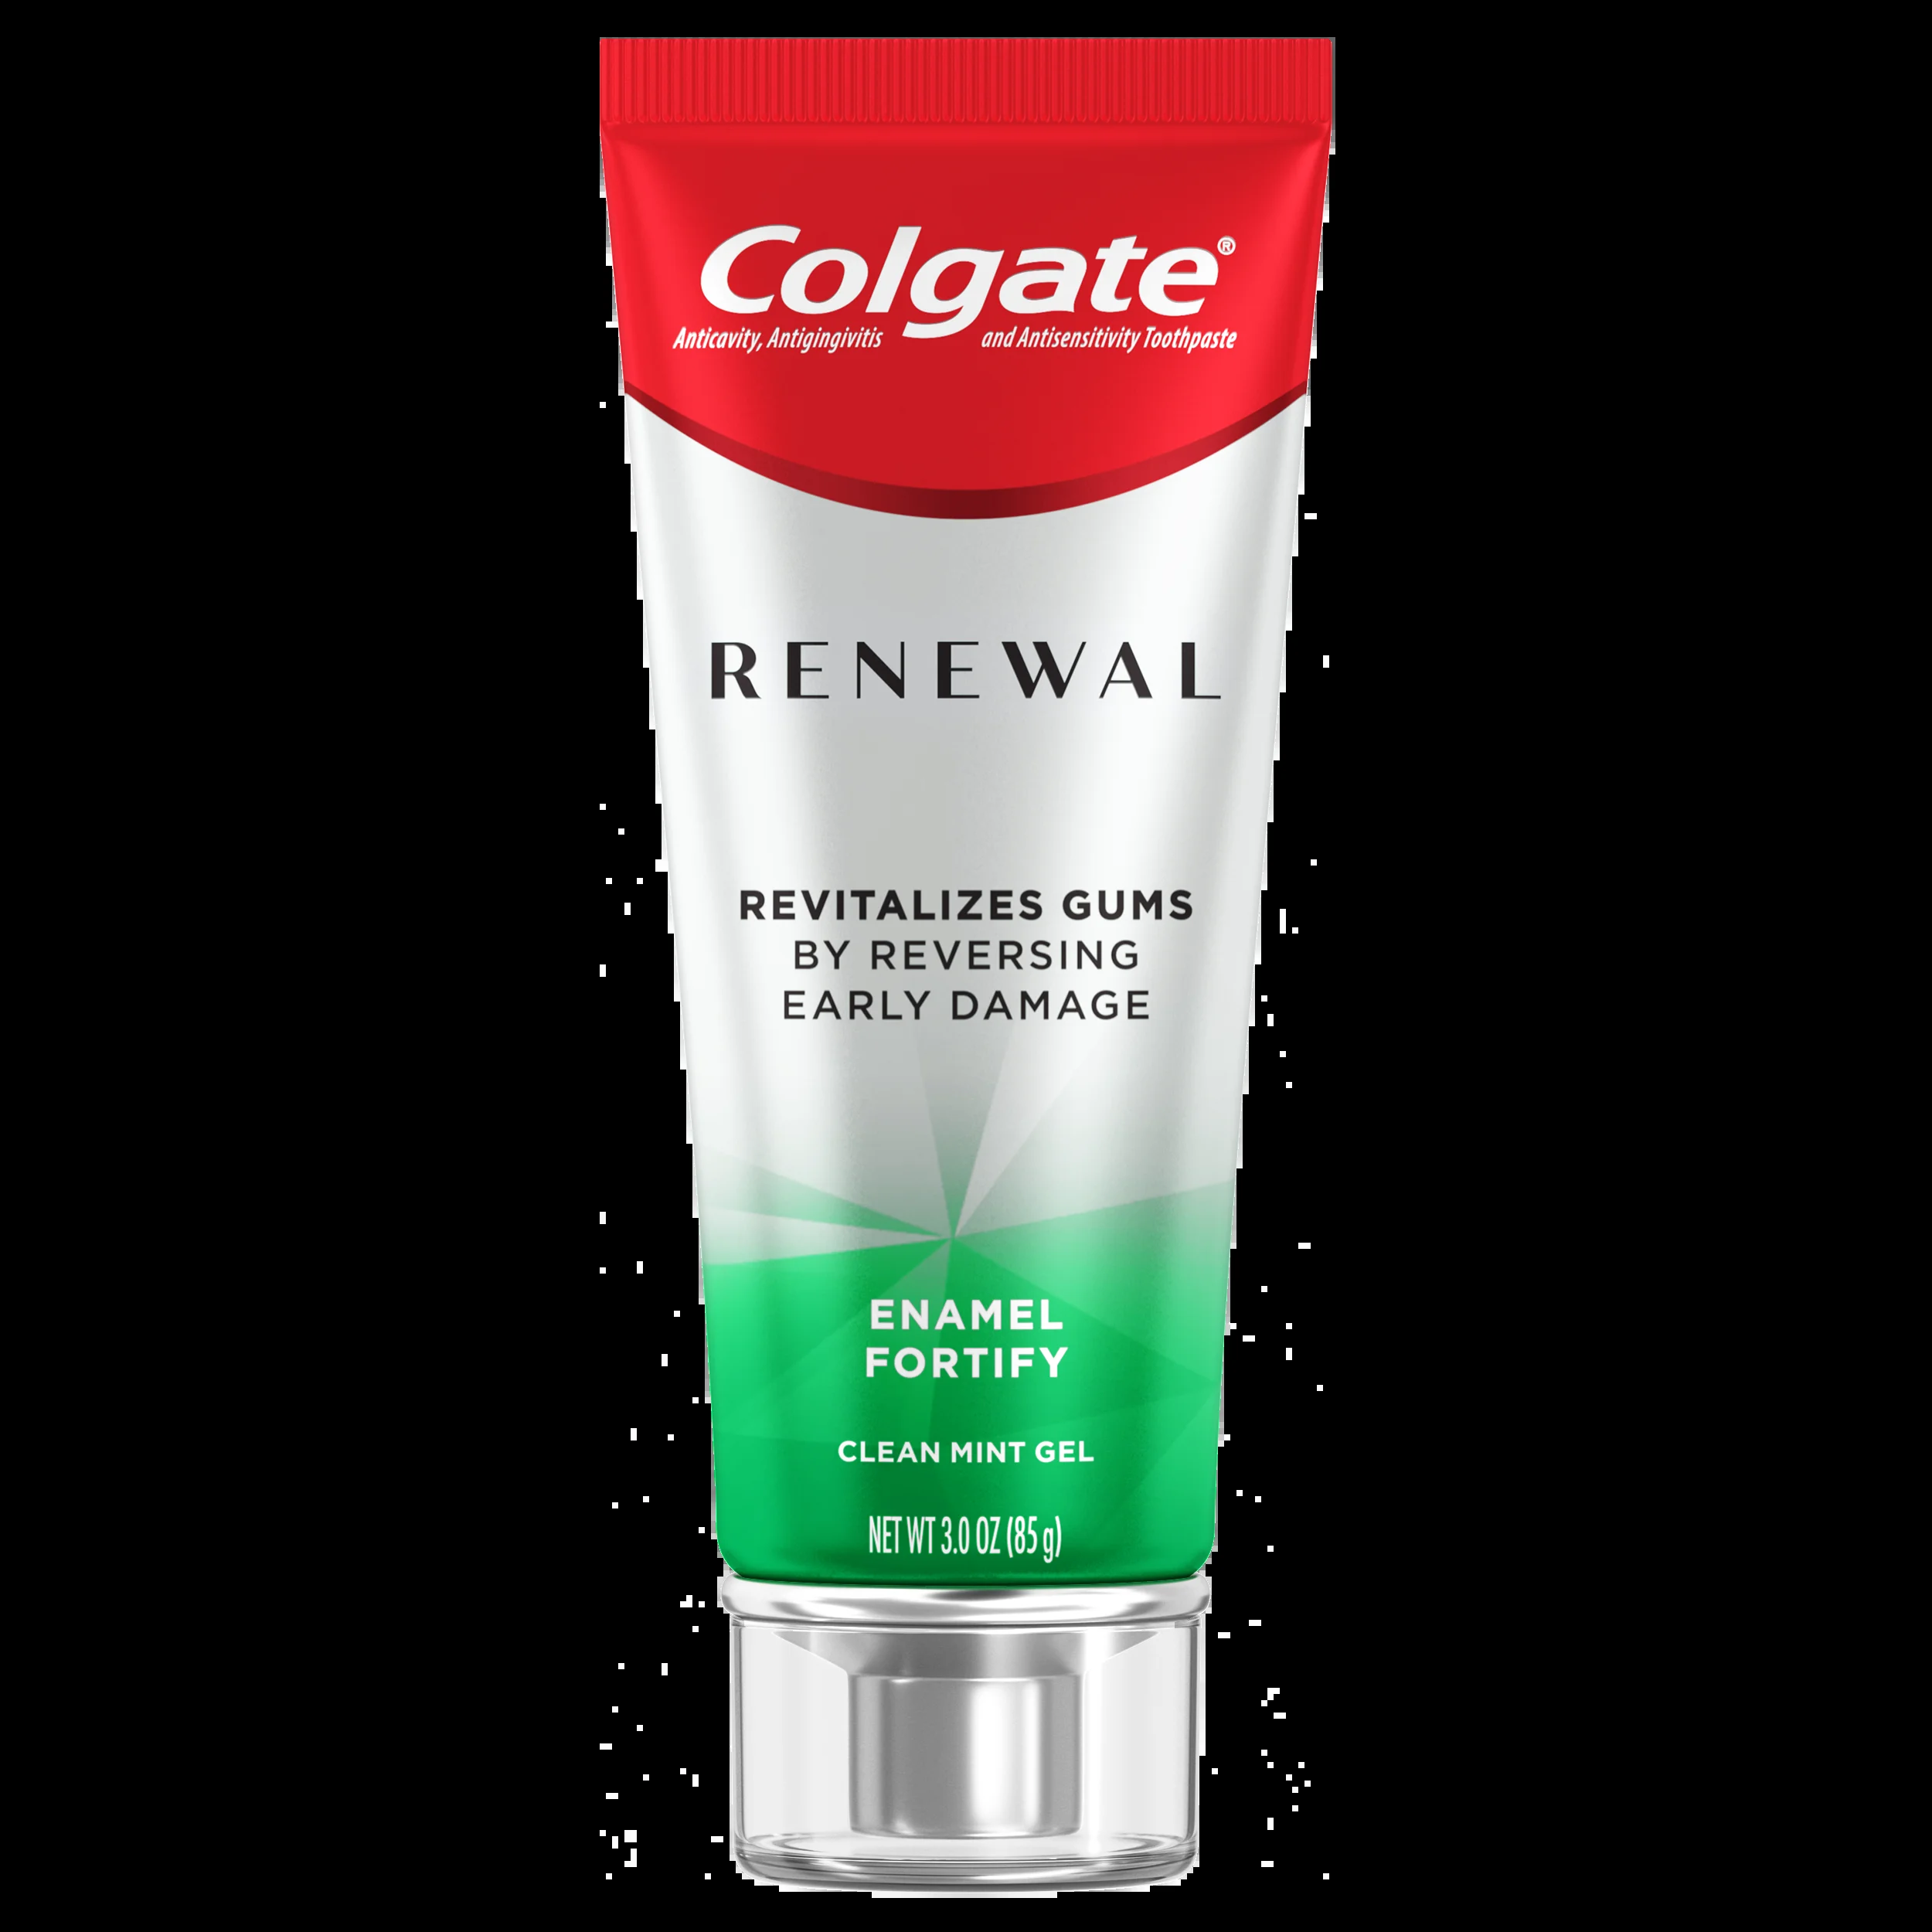 Colgate®
Anticavity, Antigingivitis and Antisensitivity Toothpaste
RENEWAL
REVITALIZES GUMS
BY REVERSING
EARLY DAMAGE
ENAMEL
FORTIFY
CLEAN MINT GEL
NET WT 3.0 OZ (85 g)